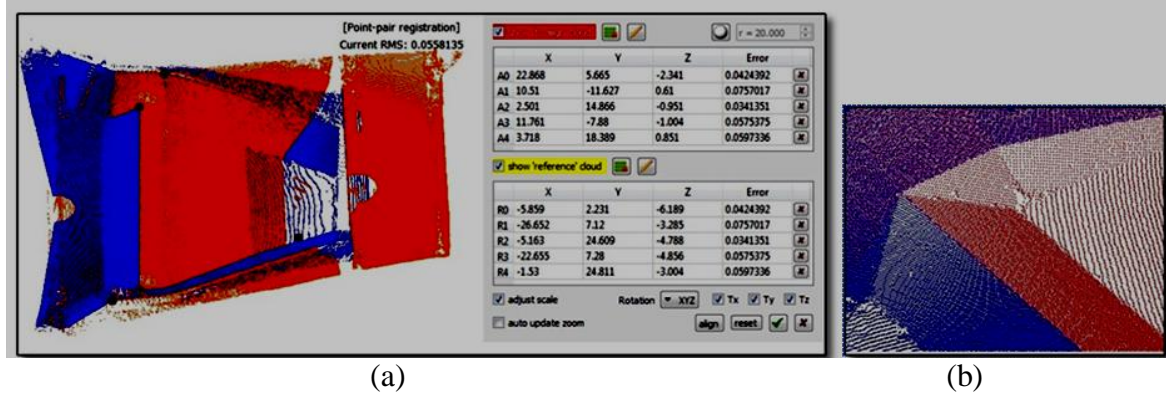 [Point-pair registration]
Current RMS: 0.0558135
r = 20.000
X Y Z Error
A0 22.868 5.665 -2.341 0.0424392
A1 10.51 -11.627 0.61 0.0757017
A2 2.501 14.866 -0.951 0.0341351
A3 11.761 -7.88 -1.004 0.0575375
A4 3.718 18.389 0.851 0.0597336
show 'reference' cloud
X Y Z Error
R0 -5.859 2.231 -6.189 0.0424392
R1 -26.652 7.12 -3.285 0.0757017
R2 -5.163 24.609 -4.788 0.0341351
R3 -22.655 7.28 -4.856 0.0575375
R4 -1.53 24.811 -3.004 0.0597336
adjust scale Rotation XYZ Tx Ty Tz
auto update zoom align reset
(a) (b)